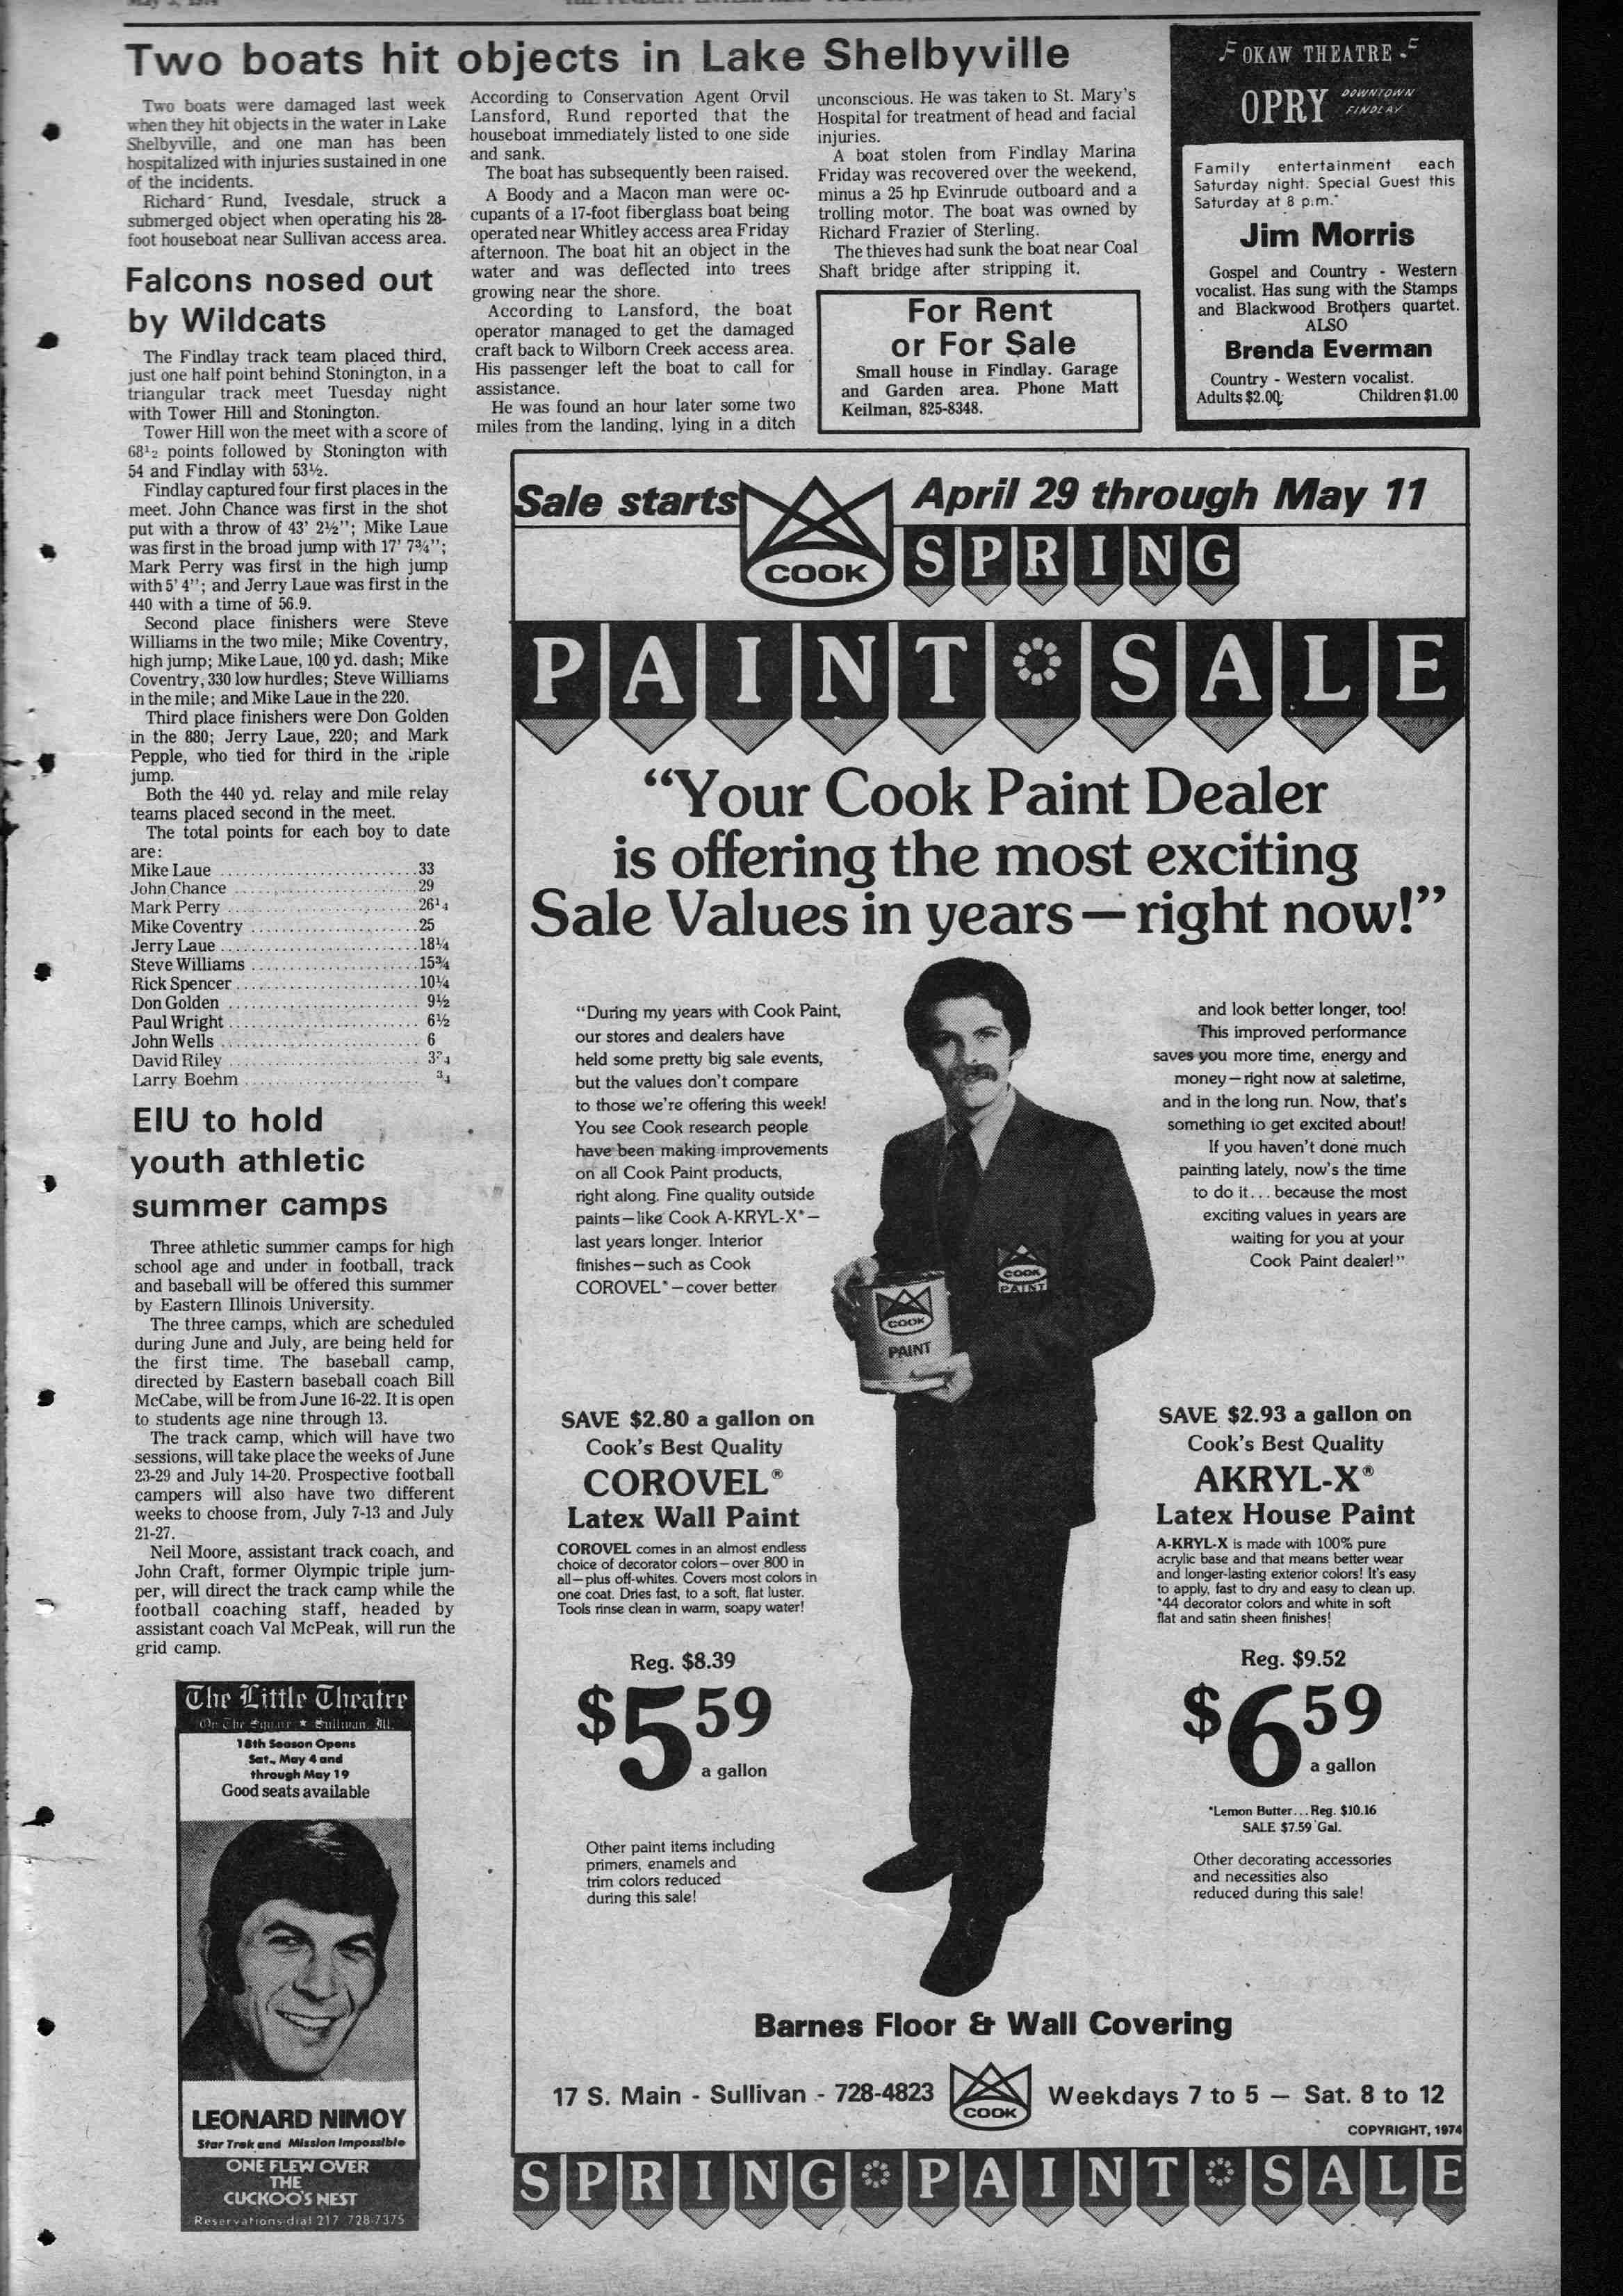 Two boats hit objects in Lake Shelbyville
Two boats were damaged last week
when they hit objects in the water in Lake
Shelbyville, and one man has been
hospitalized with injuries sustained in one
of the incidents.
Richard Rund, Ivesdale, struck a
submerged object when operating his 28-
foot houseboat near Sullivan access area.
According to Conservation Agent Orvil
Lansford, Rund reported that the
houseboat immediately listed to one side
and sank.
The boat has subsequently been raised.
A Boody and a Macon man were oc-
cupants of a 17-foot fiberglass boat being
operated near Whitley access area Friday
afternoon. The boat hit an object in the
water and was deflected into trees
growing near the shore.
According to Lansford, the boat
operator managed to get the damaged
craft back to Wilborn Creek access area.
His passenger left the boat to call for
assistance.
He was found an hour later some two
miles from the landing, lying in a ditch
unconscious. He was taken to St. Mary's
Hospital for treatment of head and facial
injuries.
A boat stolen from Findlay Marina
Friday was recovered over the weekend,
minus a 25 hp Evinrude outboard and a
trolling motor. The boat was owned by
Richard Frazier of Sterling.
The thieves had sunk the boat near Coal
Shaft bridge after stripping it.
Falcons nosed out
by Wildcats
The Findlay track team placed third,
just one half point behind Stonington, in a
triangular track meet Tuesday night
with Tower Hill and Stonington.
Tower Hill won the meet with a score of
68½ points followed by Stonington with
54 and Findlay with 53½.
Findlay captured four first places in the
meet. John Chance was first in the shot
put with a throw of 43' 2½"; Mike Laue
was first in the broad jump with 17' 7¾";
Mark Perry was first in the high jump
with 5' 4"; and Jerry Laue was first in the
440 with a time of 56.9.
Second place finishers were Steve
Williams in the two mile; Mike Coventry,
high jump; Mike Laue, 100 yd. dash; Mike
Coventry, 330 low hurdles; Steve Williams
in the mile; and Mike Laue in the 220.
Third place finishers were Don Golden
in the 880; Jerry Laue, 220; and Mark
Pepple, who tied for third in the triple
jump.
Both the 440 yd. relay and mile relay
teams placed second in the meet.
The total points for each boy to date
are:
Mike Laue 33
John Chance 29
Mark Perry 26¼
Mike Coventry 25
Jerry Laue 18¼
Steve Williams 15¾
Rick Spencer 10¼
Don Golden 9½
Paul Wright 6½
John Wells 6
David Riley
Larry Boehm ¾
EIU to hold
youth athletic
summer camps
Three athletic summer camps for high
school age and under in football, track
and baseball will be offered this summer
by Eastern Illinois University.
The three camps, which are scheduled
during June and July, are being held for
the first time. The baseball camp,
directed by Eastern baseball coach Bill
McCabe, will be from June 16-22. It is open
to students age nine through 13.
The track camp, which will have two
sessions, will take place the weeks of June
23-29 and July 14-20. Prospective football
campers will also have two different
weeks to choose from, July 7-13 and July
21-27.
Neil Moore, assistant track coach, and
John Craft, former Olympic triple jum-
per, will direct the track camp while the
football coaching staff, headed by
assistant coach Val McPeak, will run the
grid camp.
The Little Theatre
On The Square ★ Sullivan, Ill.
18th Season Opens
Sat., May 4 and
through May 19
Good seats available
LEONARD NIMOY
Star Trek and Mission Impossible
ONE FLEW OVER
THE
CUCKOO'S NEST
Reservations-dial 217 728-7375
For Rent
or For Sale
Small house in Findlay. Garage
and Garden area. Phone Matt
Keilman, 825-8348.
OKAW THEATRE
OPRY DOWNTOWN
FINDLAY
Family entertainment each
Saturday night. Special Guest this
Saturday at 8 p.m.
Jim Morris
Gospel and Country - Western
vocalist. Has sung with the Stamps
and Blackwood Brothers quartet.
ALSO
Brenda Everman
Country - Western vocalist.
Adults $2.00; Children $1.00
Sale starts April 29 through May 11
COOK
SPRING
PAINT SALE
"Your Cook Paint Dealer
is offering the most exciting
Sale Values in years—right now!"
"During my years with Cook Paint,
our stores and dealers have
held some pretty big sale events,
but the values don't compare
to those we're offering this week!
You see Cook research people
have been making improvements
on all Cook Paint products,
right along. Fine quality outside
paints—like Cook A-KRYL-X*—
last years longer. Interior
finishes—such as Cook
COROVEL*—cover better
and look better longer, too!
This improved performance
saves you more time, energy and
money—right now at saletime,
and in the long run. Now, that's
something to get excited about!
If you haven't done much
painting lately, now's the time
to do it... because the most
exciting values in years are
waiting for you at your
Cook Paint dealer!"
COOK
PAINT
COOK
PAINT
SAVE $2.80 a gallon on
Cook's Best Quality
COROVEL®
Latex Wall Paint
COROVEL comes in an almost endless
choice of decorator colors—over 800 in
all—plus off-whites. Covers most colors in
one coat. Dries fast, to a soft, flat luster.
Tools rinse clean in warm, soapy water!
Reg. $8.39
$5 59
a gallon
Other paint items including
primers, enamels and
trim colors reduced
during this sale!
SAVE $2.93 a gallon on
Cook's Best Quality
AKRYL-X®
Latex House Paint
A-KRYL-X is made with 100% pure
acrylic base and that means better wear
and longer-lasting exterior colors! It's easy
to apply, fast to dry and easy to clean up.
*44 decorator colors and white in soft
flat and satin sheen finishes!
Reg. $9.52
$6 59
a gallon
*Lemon Butter...Reg. $10.16
SALE $7.59 Gal.
Other decorating accessories
and necessities also
reduced during this sale!
Barnes Floor & Wall Covering
17 S. Main - Sullivan - 728-4823
COOK
Weekdays 7 to 5 — Sat. 8 to 12
COPYRIGHT, 1974
SPRING PAINT SALE